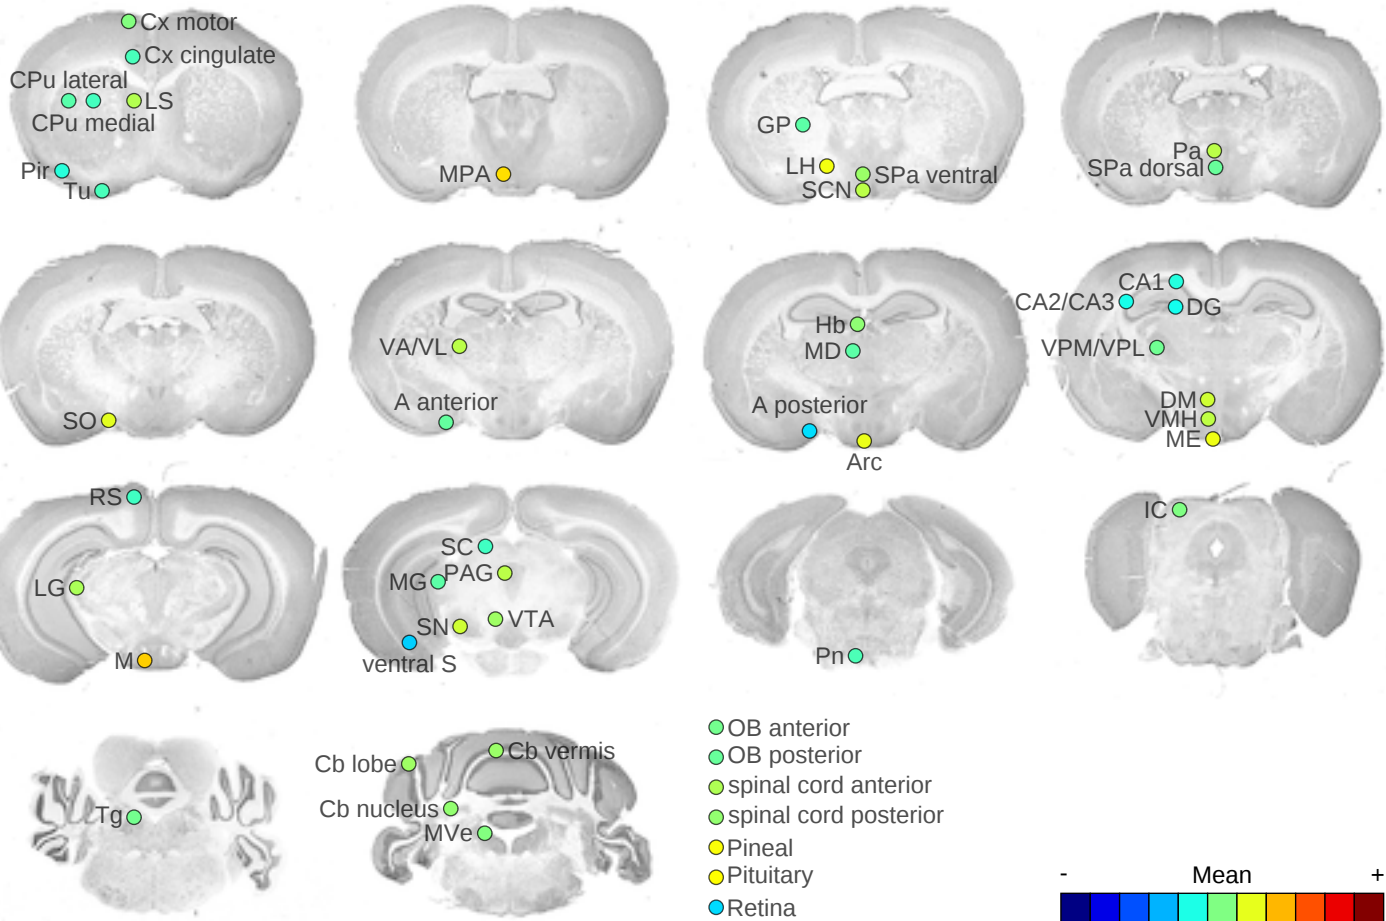 Cx motor
Cx cingulate
CPu lateral
LS
CPu medial
Pir
Tu
MPA
GP
LH
SPa ventral
SCN
Pa
SPa dorsal
SO
VA/VL
A anterior
Hb
MD
A posterior
Arc
CA1
CA2/CA3
DG
VPM/VPL
DM
VMH
ME
RS
LG
M
SC
MG
PAG
SN
VTA
ventral S
Pn
IC
Tg
Cb lobe
Cb vermis
Cb nucleus
MVe
OB anterior
OB posterior
spinal cord anterior
spinal cord posterior
Pineal
Pituitary
Retina
- Mean +